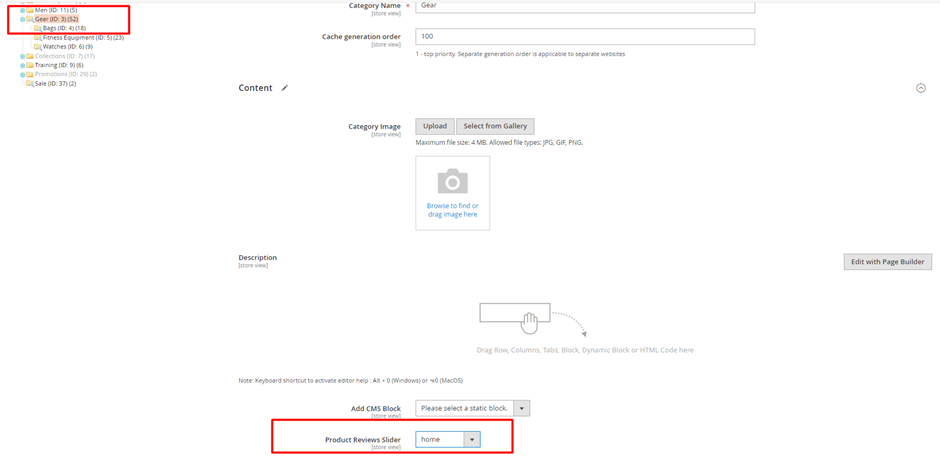 Men (ID: 11) (5)
Gear (ID: 3) (52)
Bags (ID: 4) (18)
Fitness Equipment (ID: 5) (23)
Watches (ID: 6) (9)
Collections (ID: 7) (17)
Training (ID: 9) (6)
Promotions (ID: 29) (2)
Sale (ID: 37) (2)
Category Name * Gear
[store view]
Cache generation order 100
[store view]
1 - top priority. Separate generation order is applicable to separate websites
Content
Category Image Upload Select from Gallery
[store view]
Maximum file size: 4 MB. Allowed file types: JPG, GIF, PNG.
Browse to find or
drag image here
Description
[store view]
Edit with Page Builder
Drag Row, Columns, Tabs, Block, Dynamic Block or HTML Code here
Note: Keyboard shortcut to activate editor help : Alt + 0 (Windows) or ⌥0 (MacOS)
Add CMS Block Please select a static block.
[store view]
Product Reviews Slider home
[store view]